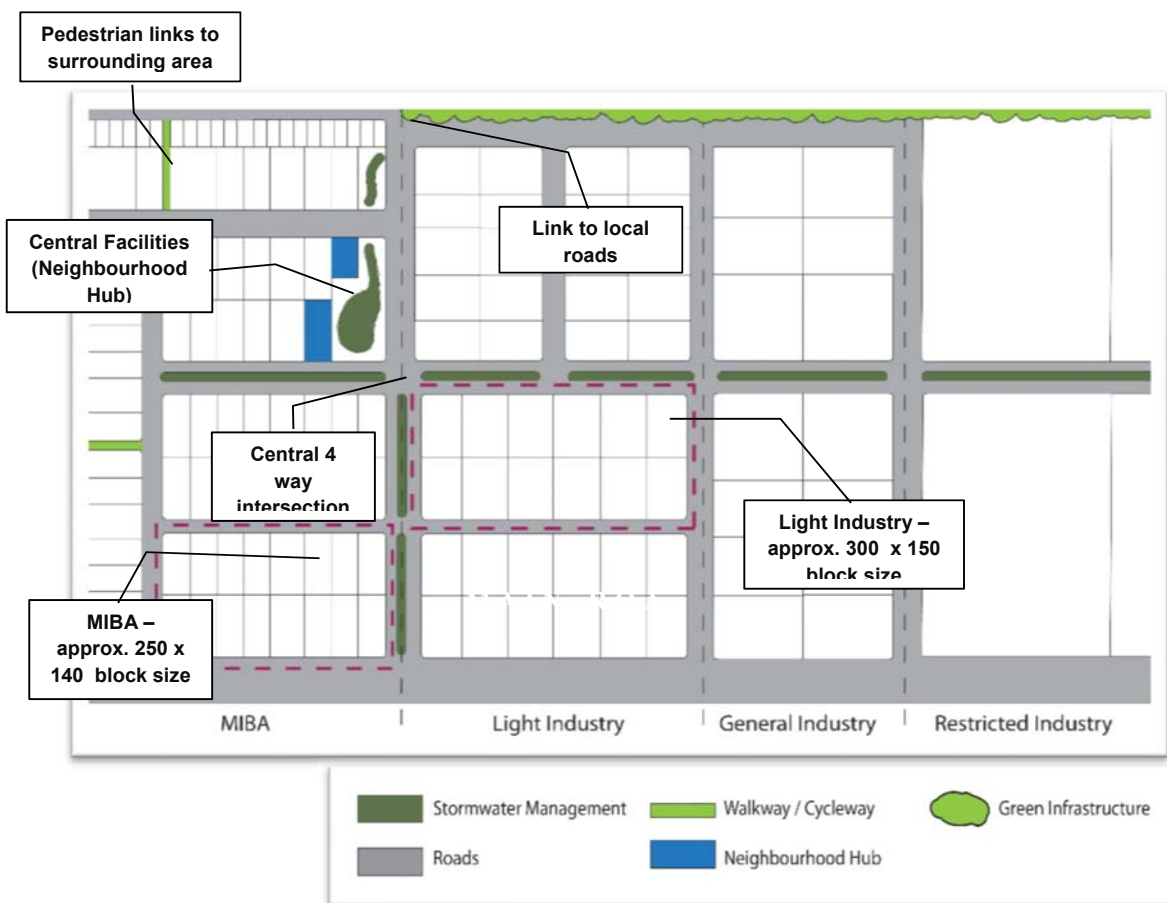 Pedestrian links to
surrounding area
Link to local
roads
Central Facilities
(Neighbourhood
Hub)
Central 4
way
intersection
Light Industry –
approx. 300 x 150
block size
MIBA –
approx. 250 x
140 block size
MIBA
Light Industry
General Industry
Restricted Industry
Stormwater Management
Walkway / Cycleway
Green Infrastructure
Roads
Neighbourhood Hub